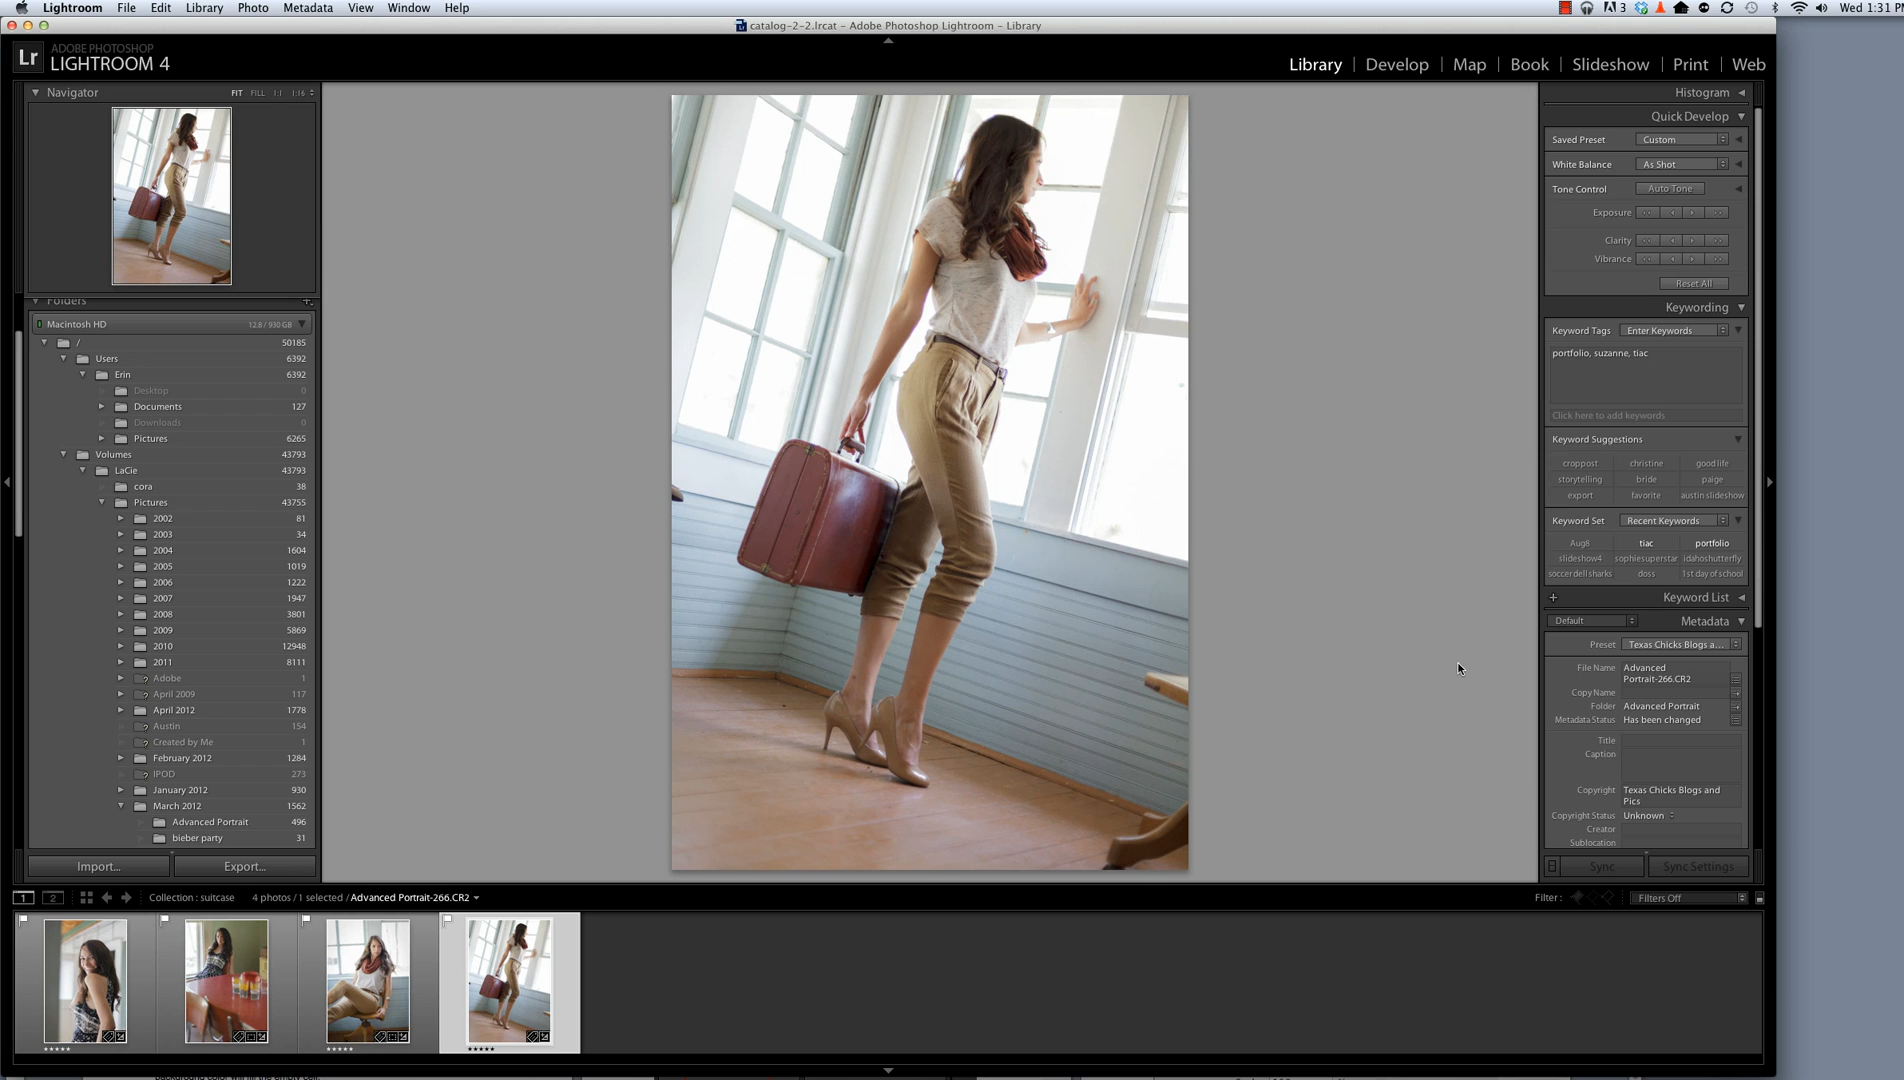 Lightroom File Edit Library Photo Metadata View Window Help
3 Wed 1:31 P
catalog-2-2.lrcat – Adobe Photoshop Lightroom – Library
Lr ADOBE PHOTOSHOP
LIGHTROOM 4
Library Develop Map Book Slideshow Print Web
Navigator FIT FILL 1:1 1:16
Folders
Macintosh HD 12.8 / 930 GB
/ 50185
Users 6392
Erin 6392
Desktop 0
Documents 127
Downloads 0
Pictures 6265
Volumes 43793
LaCie 43793
cora 38
Pictures 43755
2002 81
2003 34
2004 1604
2005 1019
2006 1222
2007 1947
2008 3801
2009 5869
2010 12948
2011 8111
Adobe 1
April 2009 117
April 2012 1778
Austin 154
Created by Me 1
February 2012 1284
IPOD 273
January 2012 930
March 2012 1562
Advanced Portrait 496
bieber party 31
Import... Export...
Histogram
Quick Develop
Saved Preset Custom
White Balance As Shot
Tone Control Auto Tone
Exposure
Clarity
Vibrance
Reset All
Keywording
Keyword Tags Enter Keywords
portfolio, suzanne, tiac
Click here to add keywords
Keyword Suggestions
croppost christine good life
storytelling bride paige
export favorite austin slideshow
Keyword Set Recent Keywords
Aug8 tiac portfolio
slideshow4 sophiesuperstar idahoshutterfly
soccer dell sharks doss 1st day of school
Keyword List
Default Metadata
Preset Texas Chicks Blogs a...
File Name Advanced
Portrait-266.CR2
Copy Name
Folder Advanced Portrait
Metadata Status Has been changed
Title
Caption
Copyright Texas Chicks Blogs and
Pics
Copyright Status Unknown
Creator
Sublocation
Sync Sync Settings
1 2 Collection : suitcase 4 photos / 1 selected / Advanced Portrait-266.CR2 Filter : Filters Off